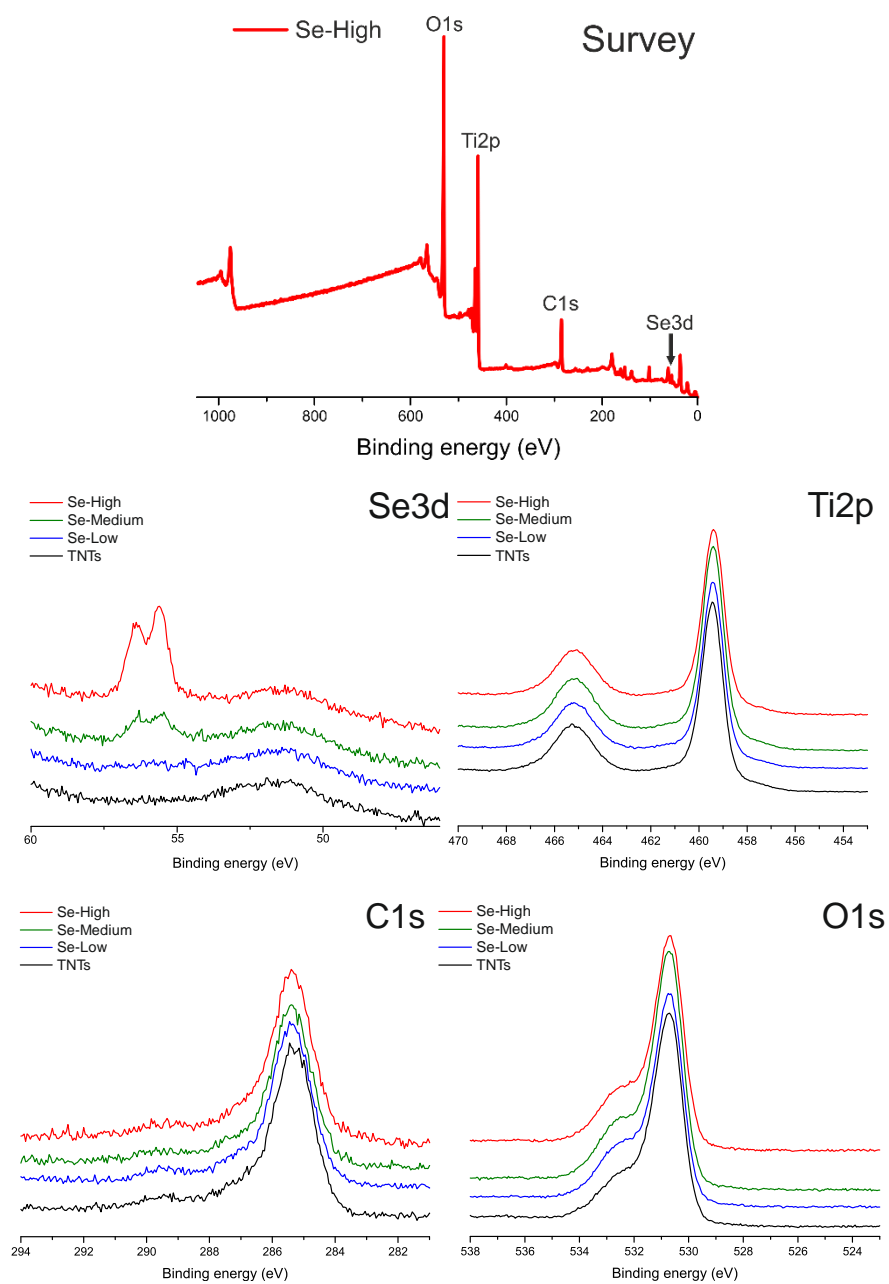 Se-High
Survey
O1s
Ti2p
C1s
Se3d
1000 800 600 400 200 0
Binding energy (eV)
Se3d
Se-High
Se-Medium
Se-Low
TNTs
60 55 50
Binding energy (eV)
Ti2p
Se-High
Se-Medium
Se-Low
TNTs
470 468 466 464 462 460 458 456 454
Binding energy (eV)
C1s
Se-High
Se-Medium
Se-Low
TNTs
294 292 290 288 286 284 282
Binding energy (eV)
O1s
Se-High
Se-Medium
Se-Low
TNTs
538 536 534 532 530 528 526 524
Binding energy (eV)